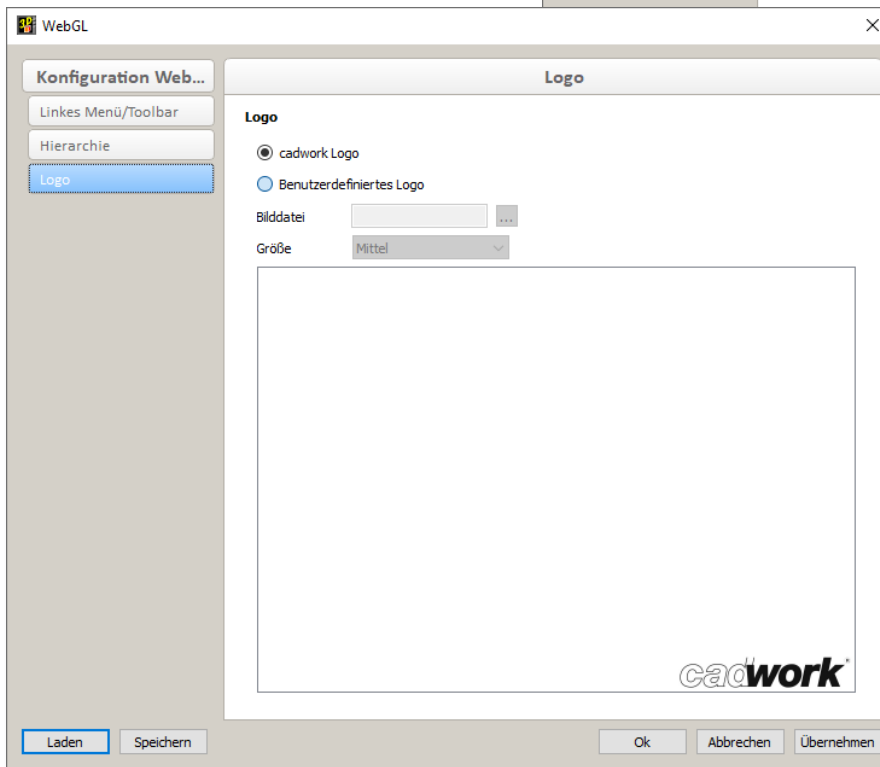 WebGL
Konfiguration Web...
Linkes Menü/Toolbar
Hierarchie
Logo
Logo
Logo
cadwork Logo
Benutzerdefiniertes Logo
Bilddatei ...
Größe Mittel
cadwork
Laden Speichern Ok Abbrechen Übernehmen